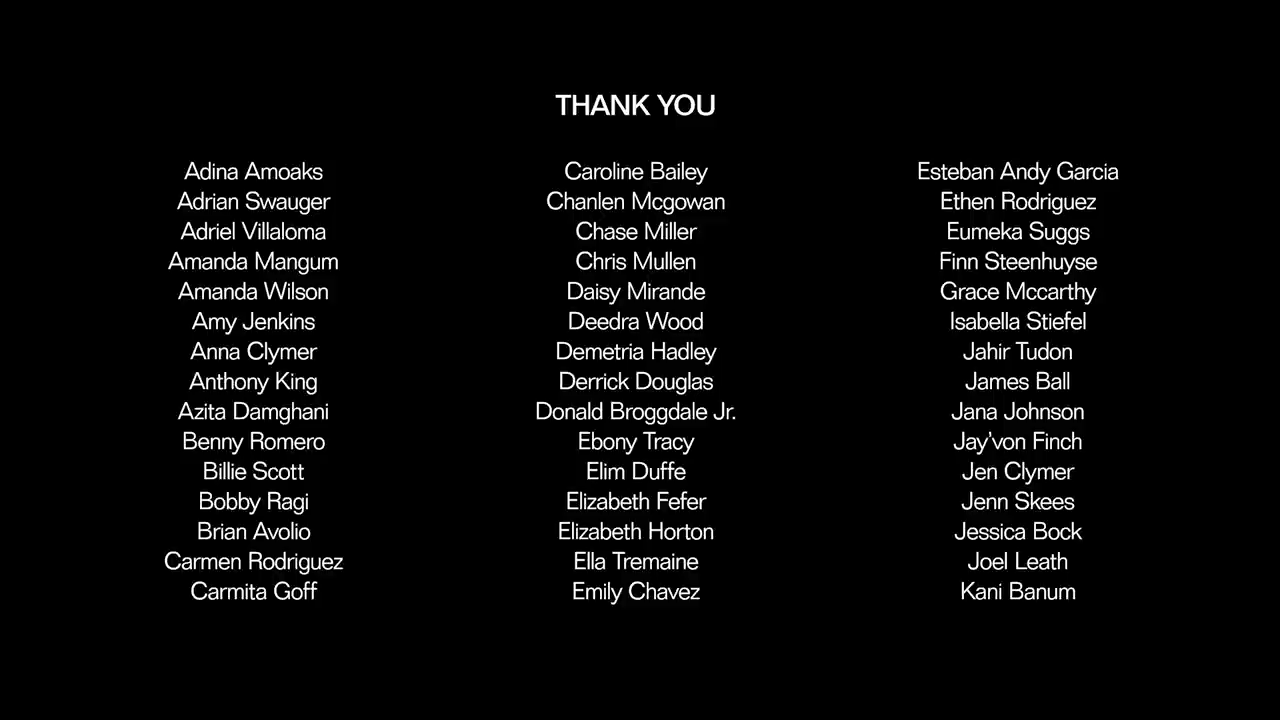 THANK YOU
Adina Amoaks
Adrian Swauger
Adriel Villaloma
Amanda Mangum
Amanda Wilson
Amy Jenkins
Anna Clymer
Anthony King
Azita Damghani
Benny Romero
Billie Scott
Bobby Ragi
Brian Avolio
Carmen Rodriguez
Carmita Goff
Caroline Bailey
Chanlen Mcgowan
Chase Miller
Chris Mullen
Daisy Mirande
Deedra Wood
Demetria Hadley
Derrick Douglas
Donald Broggdale Jr.
Ebony Tracy
Elim Duffe
Elizabeth Fefer
Elizabeth Horton
Ella Tremaine
Emily Chavez
Esteban Andy Garcia
Ethen Rodriguez
Eumeka Suggs
Finn Steenhuyse
Grace Mccarthy
Isabella Stiefel
Jahir Tudon
James Ball
Jana Johnson
Jay'von Finch
Jen Clymer
Jenn Skees
Jessica Bock
Joel Leath
Kani Banum